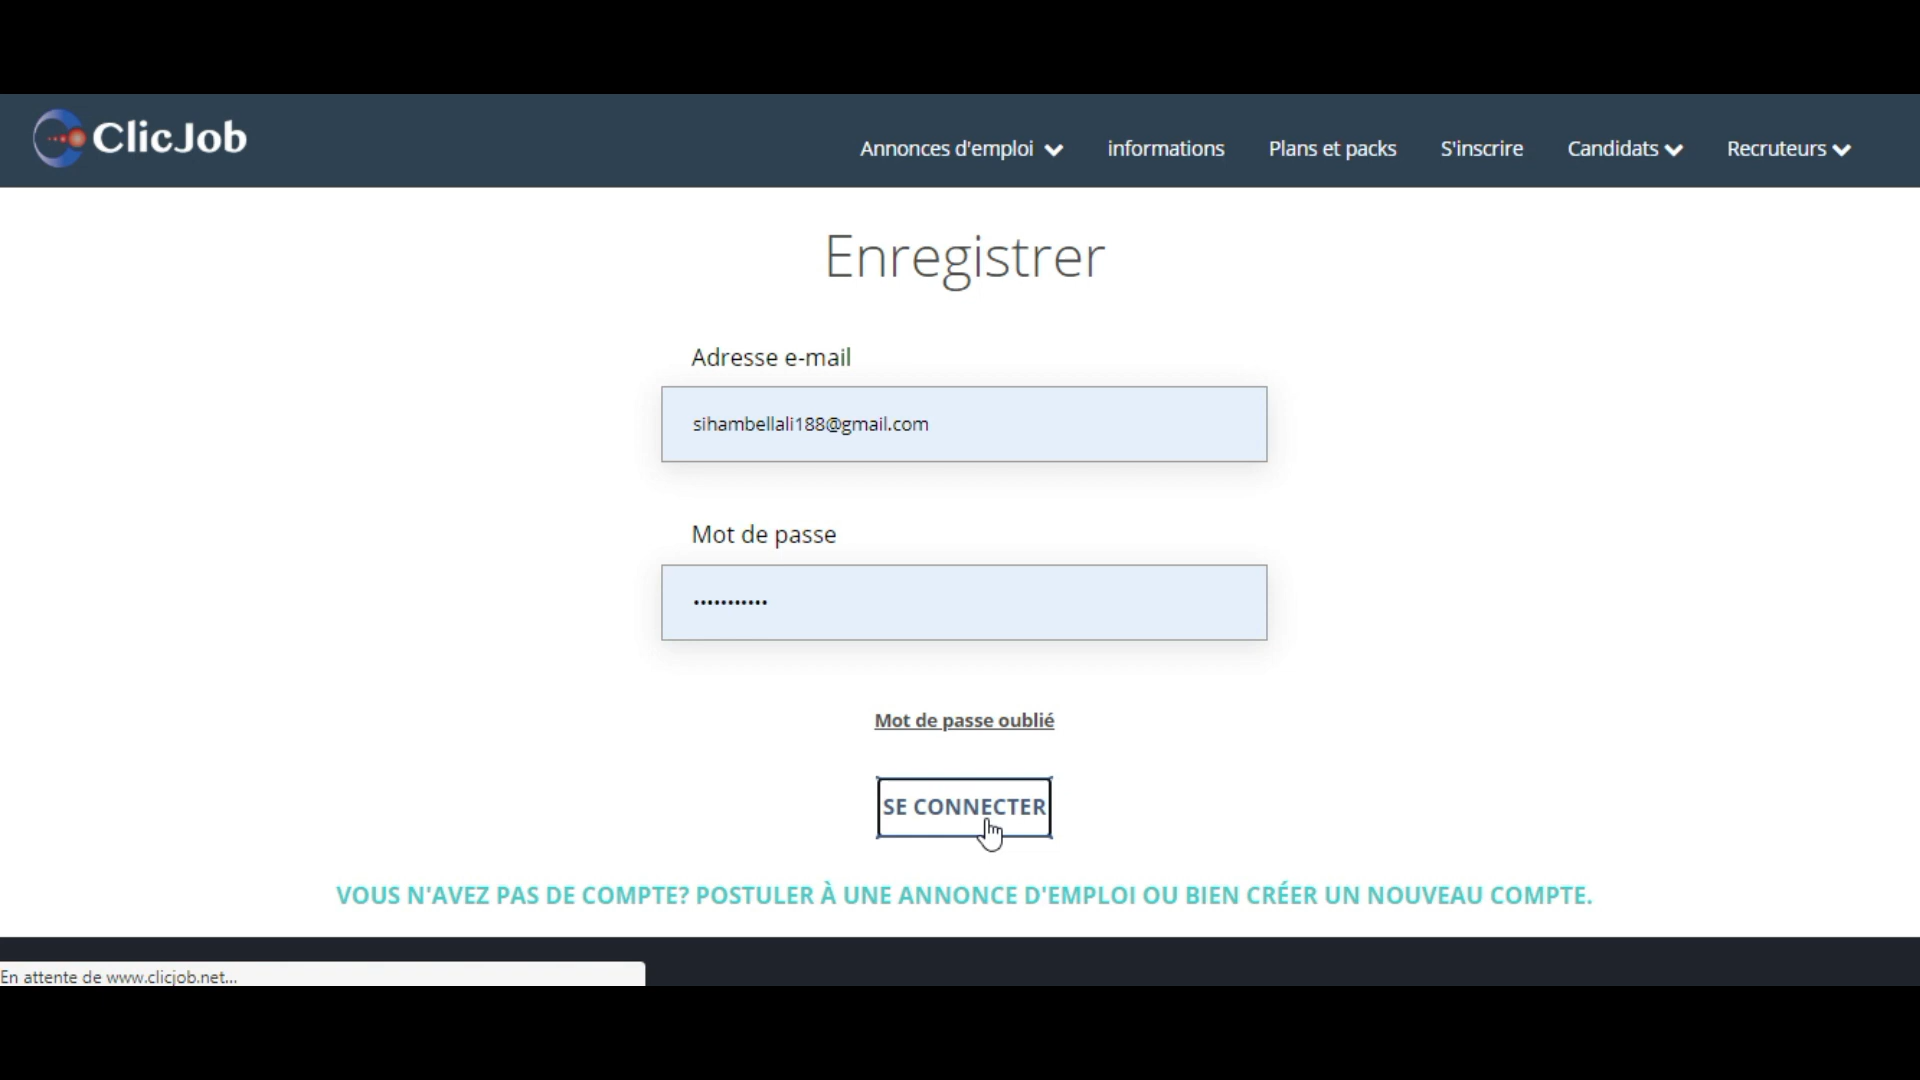 ClicJob
Annonces d'emploi informations Plans et packs S'inscrire Candidats Recruteurs
Enregistrer
Adresse e-mail
sihambellali188@gmail.com
Mot de passe
•••••••••••
Mot de passe oublié
SE CONNECTER
VOUS N'AVEZ PAS DE COMPTE? POSTULER À UNE ANNONCE D'EMPLOI OU BIEN CRÉER UN NOUVEAU COMPTE.
En attente de www.clicjob.net...